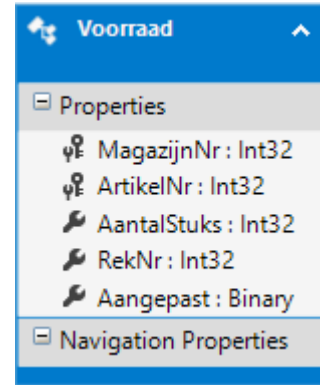 Voorraad
Properties
MagazijnNr : Int32
ArtikelNr : Int32
AantalStuks : Int32
RekNr : Int32
Aangepast : Binary
Navigation Properties